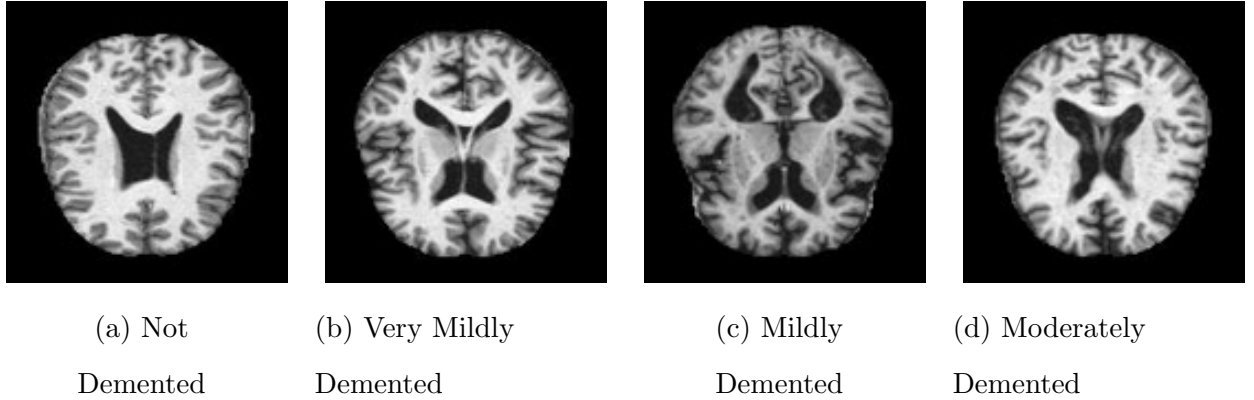 (a) Not
Demented
(b) Very Mildly
Demented
(c) Mildly
Demented
(d) Moderately
Demented